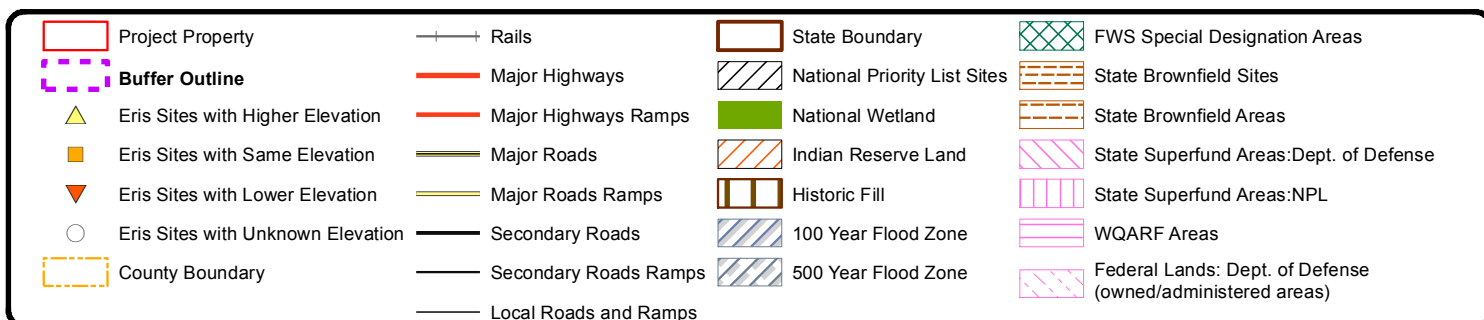 Project Property
Buffer Outline
Eris Sites with Higher Elevation
Eris Sites with Same Elevation
Eris Sites with Lower Elevation
Eris Sites with Unknown Elevation
County Boundary
Rails
Major Highways
Major Highways Ramps
Major Roads
Major Roads Ramps
Secondary Roads
Secondary Roads Ramps
Local Roads and Ramps
State Boundary
National Priority List Sites
National Wetland
Indian Reserve Land
Historic Fill
100 Year Flood Zone
500 Year Flood Zone
FWS Special Designation Areas
State Brownfield Sites
State Brownfield Areas
State Superfund Areas:Dept. of Defense
State Superfund Areas:NPL
WQARF Areas
Federal Lands: Dept. of Defense
(owned/administered areas)